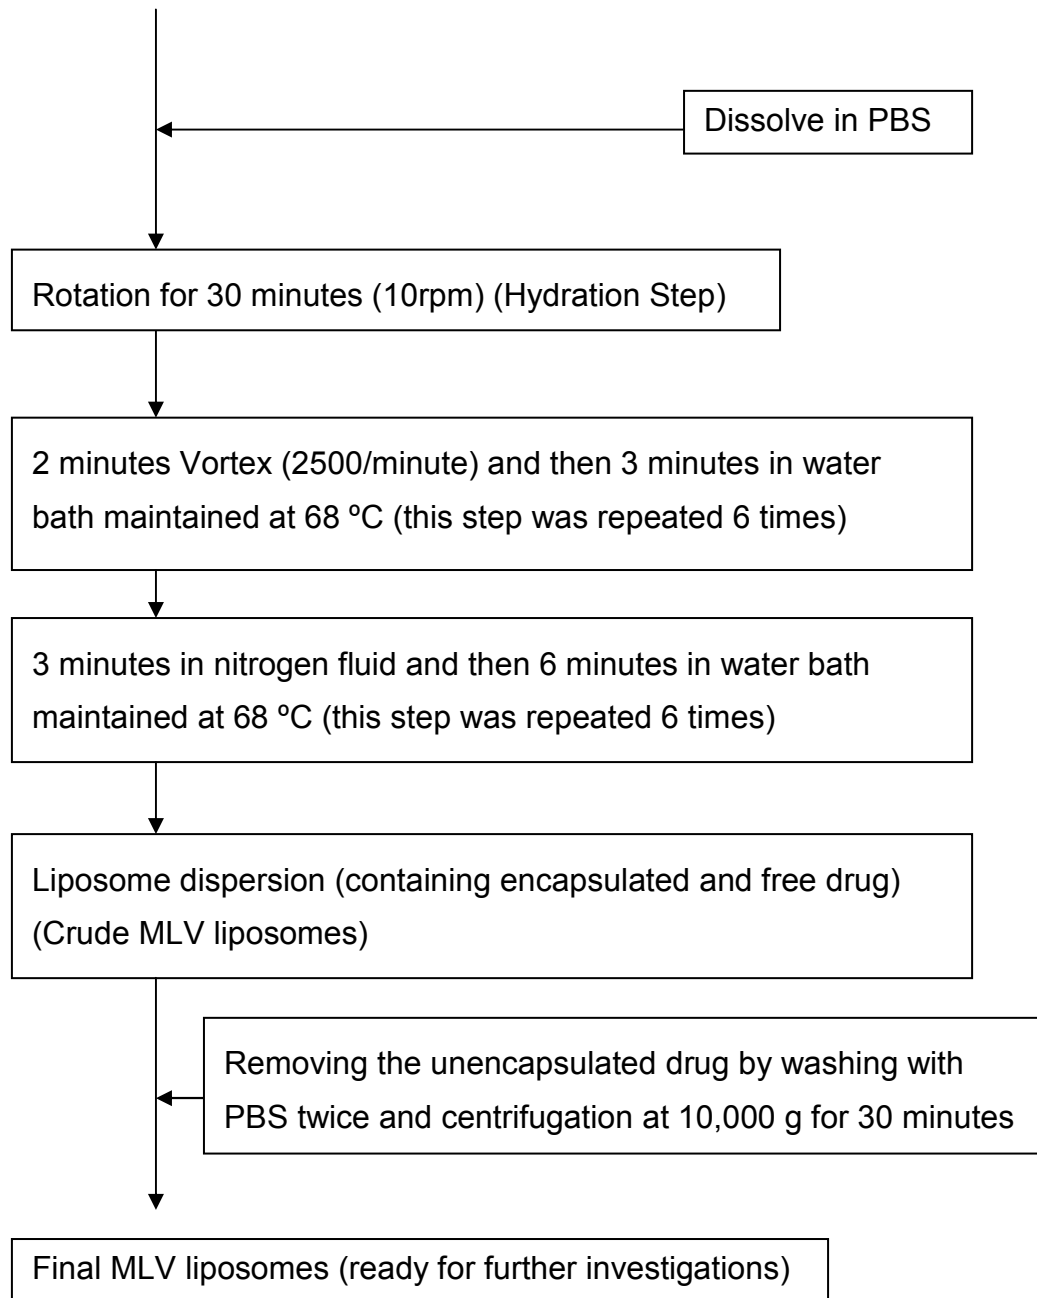 Dissolve in PBS
Rotation for 30 minutes (10rpm) (Hydration Step)
2 minutes Vortex (2500/minute) and then 3 minutes in water
bath maintained at 68 ºC (this step was repeated 6 times)
3 minutes in nitrogen fluid and then 6 minutes in water bath
maintained at 68 ºC (this step was repeated 6 times)
Liposome dispersion (containing encapsulated and free drug)
(Crude MLV liposomes)
Removing the unencapsulated drug by washing with
PBS twice and centrifugation at 10,000 g for 30 minutes
Final MLV liposomes (ready for further investigations)